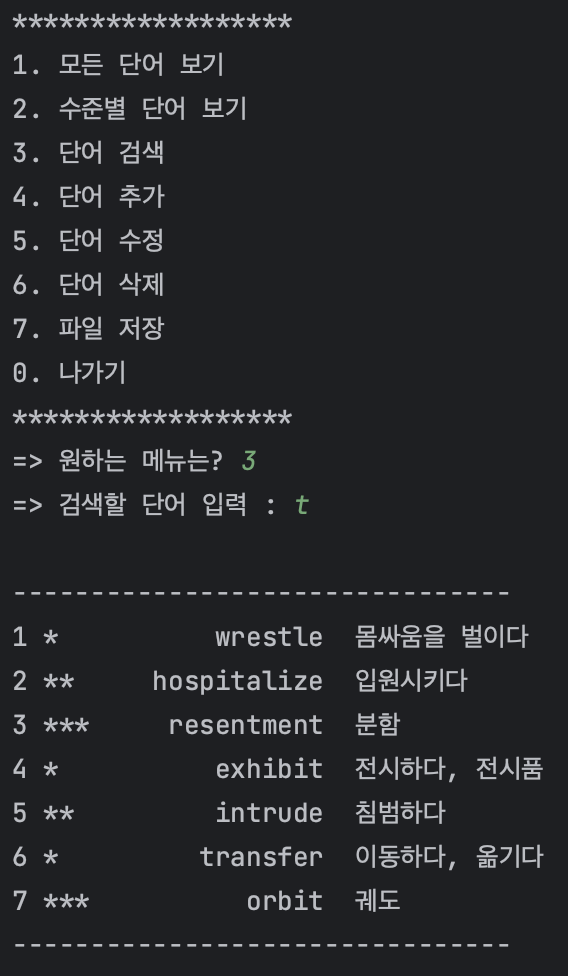 ******************
1. 모든 단어 보기
2. 수준별 단어 보기
3. 단어 검색
4. 단어 추가
5. 단어 수정
6. 단어 삭제
7. 파일 저장
0. 나가기
******************
=> 원하는 메뉴는? 3
=> 검색할 단어 입력 : t
--------------------------------
1 * wrestle 몸싸움을 벌이다
2 ** hospitalize 입원시키다
3 *** resentment 분함
4 * exhibit 전시하다, 전시품
5 ** intrude 침범하다
6 * transfer 이동하다, 옮기다
7 *** orbit 궤도
--------------------------------